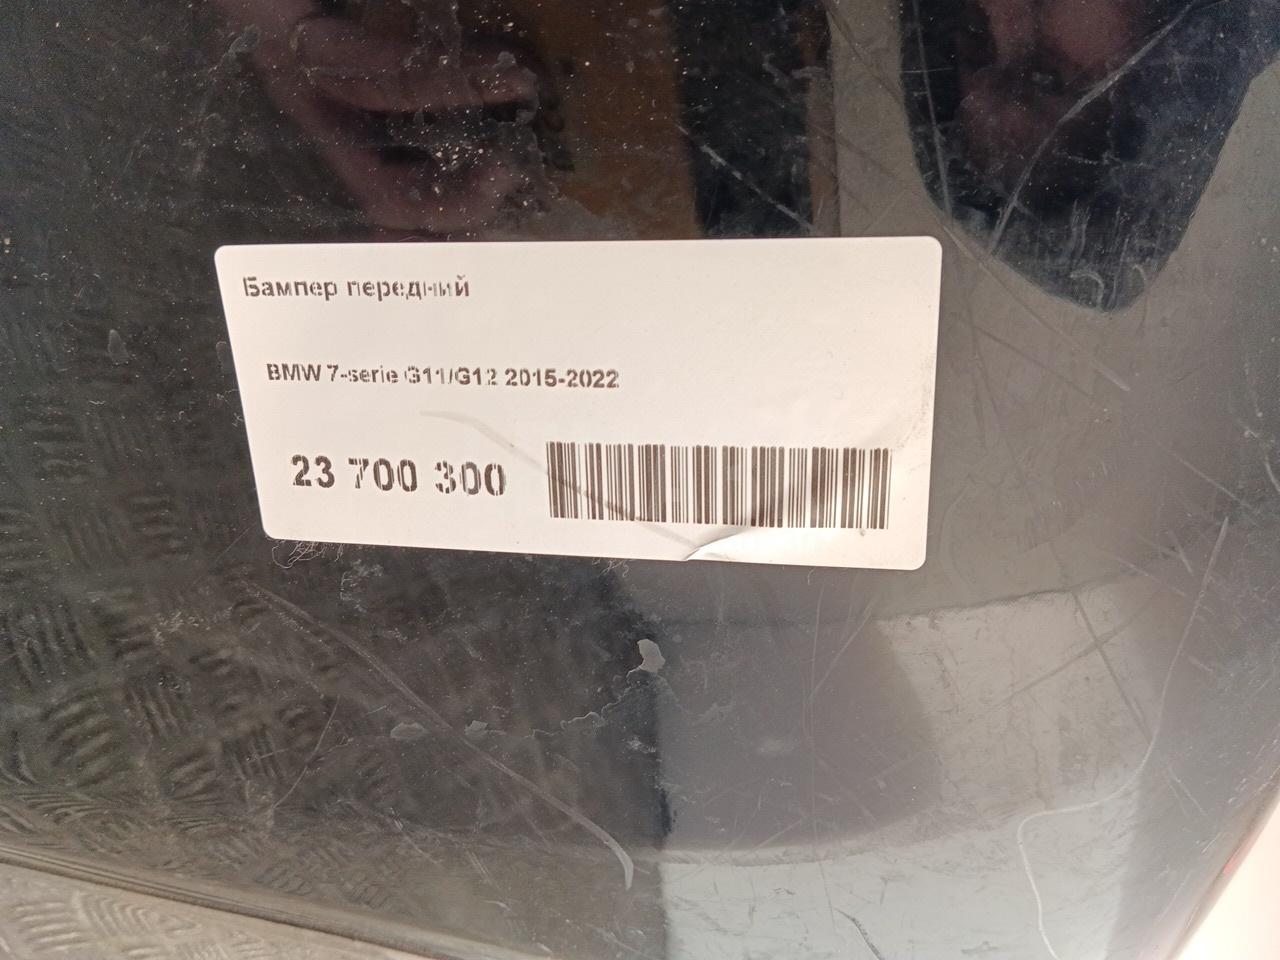 Бампер передний
BMW 7-serie G11/G12 2015-2022
23 700 300